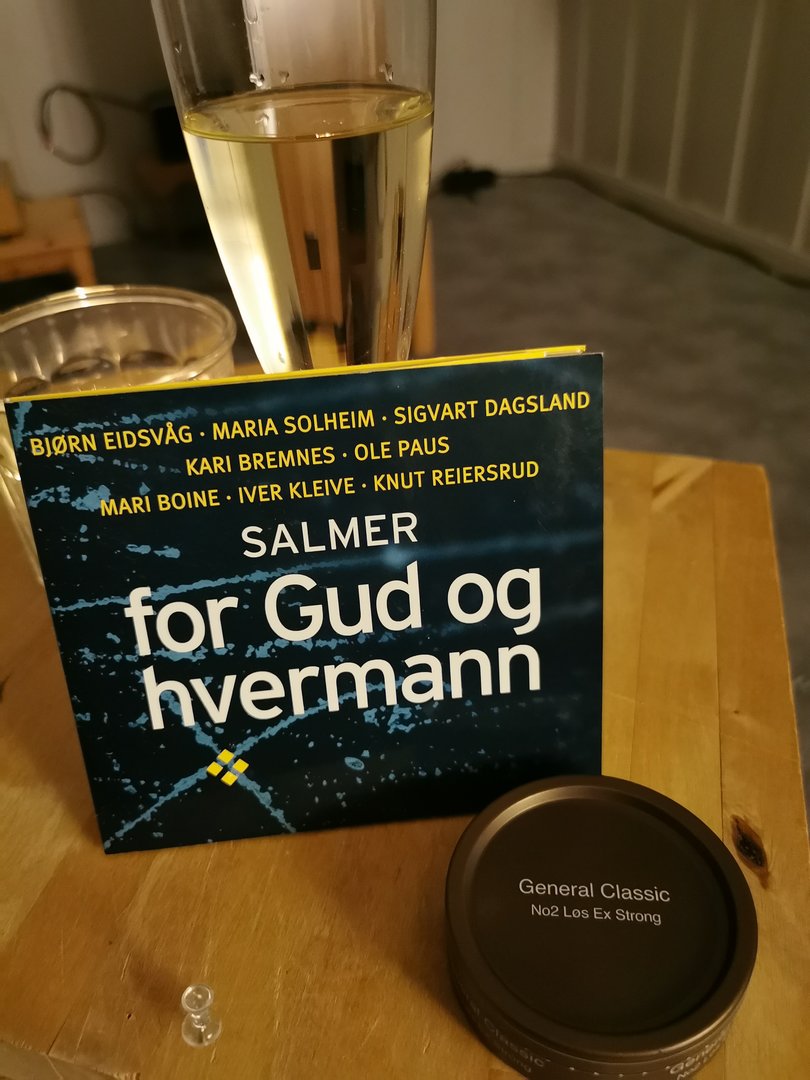 BJØRN EIDSVÅG · MARIA SOLHEIM · SIGVART DAGSLAND
KARI BREMNES · OLE PAUS
MARI BOINE · IVER KLEIVE · KNUT REIERSRUD
SALMER
for Gud og
hvermann
General Classic
No2 Løs Ex Strong